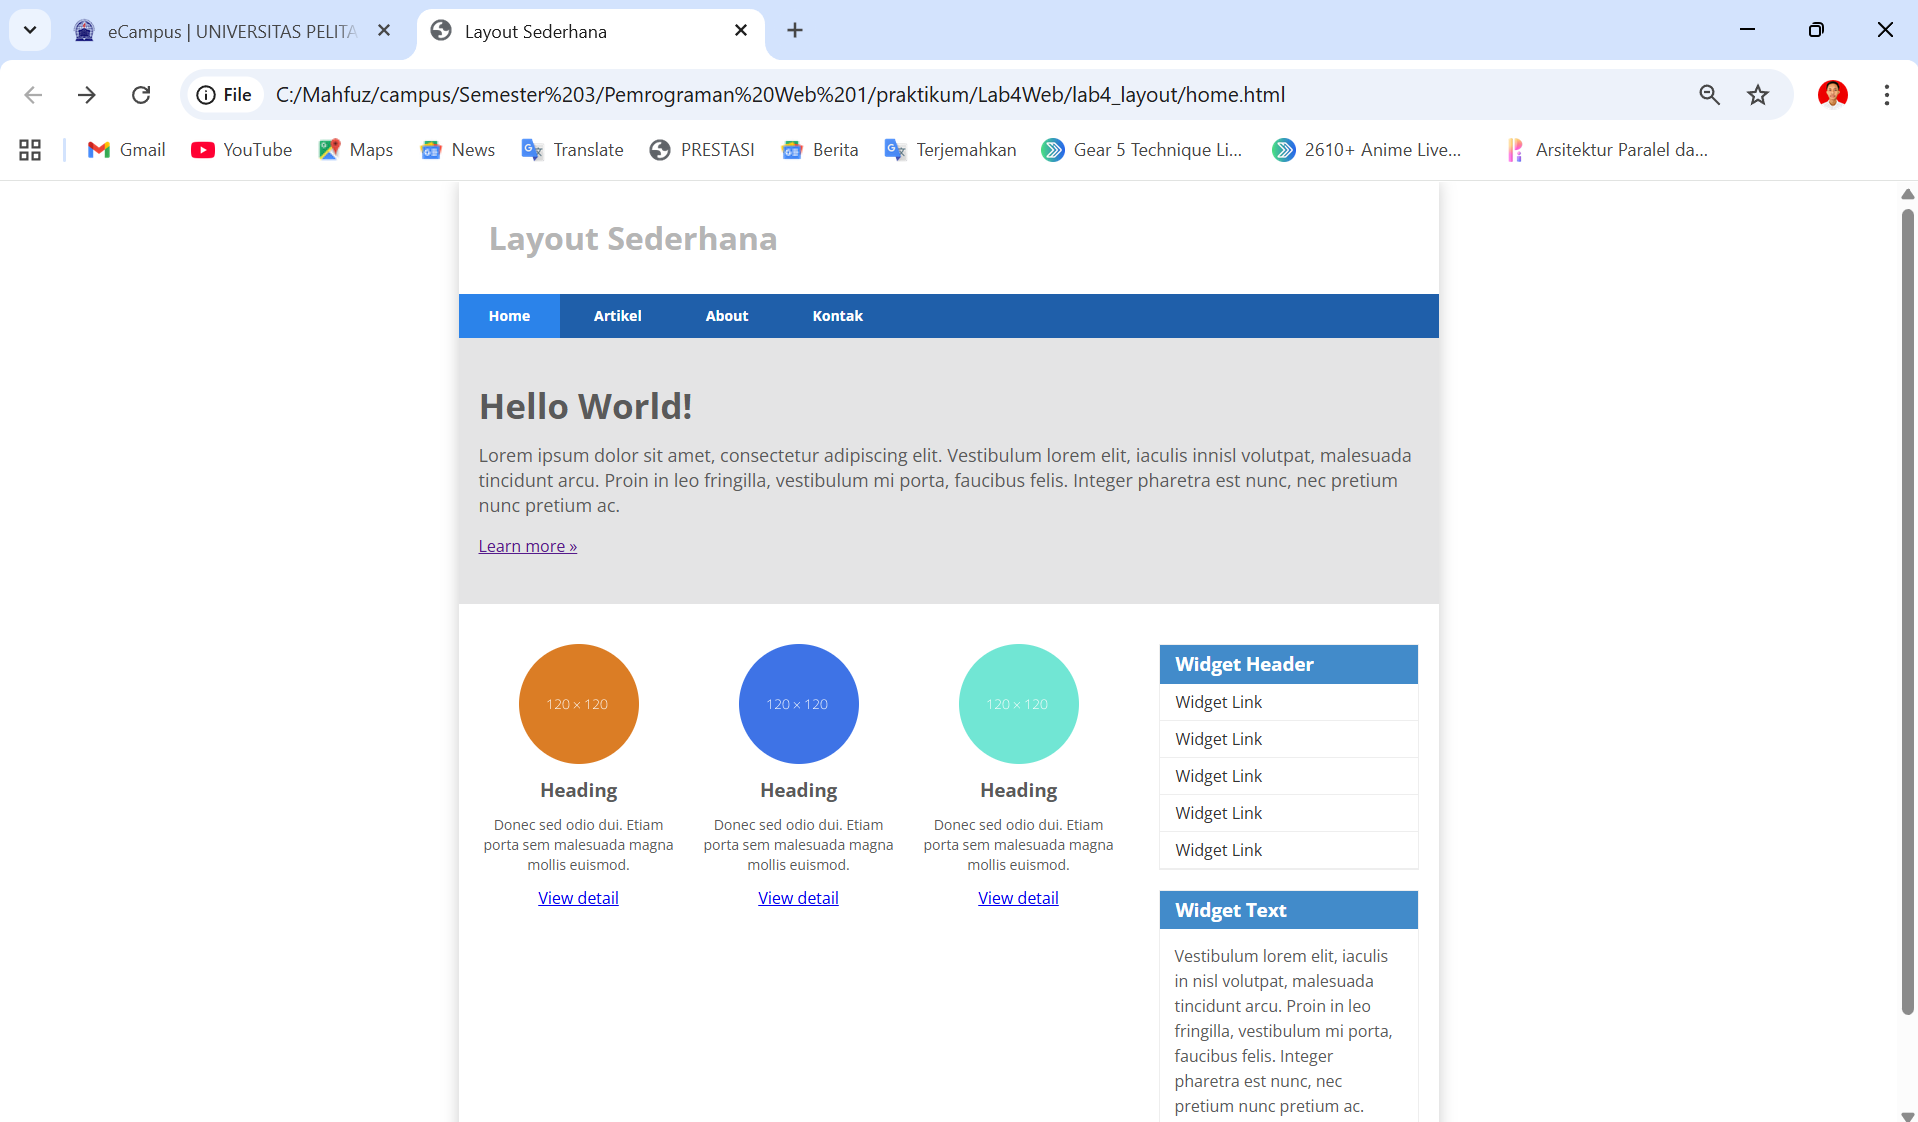 eCampus | UNIVERSITAS PELITA
Layout Sederhana
File
C:/Mahfuz/campus/Semester%203/Pemrograman%20Web%201/praktikum/Lab4Web/lab4_layout/home.html
Gmail
YouTube
Maps
News
Translate
PRESTASI
Berita
Terjemahkan
Gear 5 Technique Li...
2610+ Anime Live...
Arsitektur Paralel da...
Layout Sederhana
Home Artikel About Kontak
Hello World!
Lorem ipsum dolor sit amet, consectetur adipiscing elit. Vestibulum lorem elit, iaculis innisl volutpat, malesuada
tincidunt arcu. Proin in leo fringilla, vestibulum mi porta, faucibus felis. Integer pharetra est nunc, nec pretium
nunc pretium ac.
Learn more »
120 × 120
Heading
Donec sed odio dui. Etiam
porta sem malesuada magna
mollis euismod.
View detail
120 × 120
Heading
Donec sed odio dui. Etiam
porta sem malesuada magna
mollis euismod.
View detail
120 × 120
Heading
Donec sed odio dui. Etiam
porta sem malesuada magna
mollis euismod.
View detail
Widget Header
Widget Link
Widget Link
Widget Link
Widget Link
Widget Link
Widget Text
Vestibulum lorem elit, iaculis
in nisl volutpat, malesuada
tincidunt arcu. Proin in leo
fringilla, vestibulum mi porta,
faucibus felis. Integer
pharetra est nunc, nec
pretium nunc pretium ac.